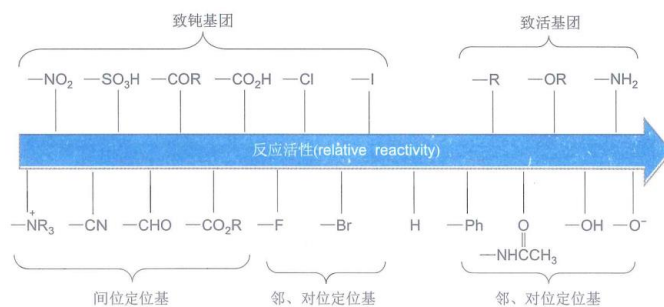 致钝基团 致活基团
—NO₂ —SO₃H —COR —CO₂H —Cl —I —R —OR —NH₂
反应活性(relative reactivity)
—N⁺R₃ —CN —CHO —CO₂R —F —Br H —Ph O —OH —O⁻
—NHCCH₃
间位定位基 邻、对位定位基 邻、对位定位基